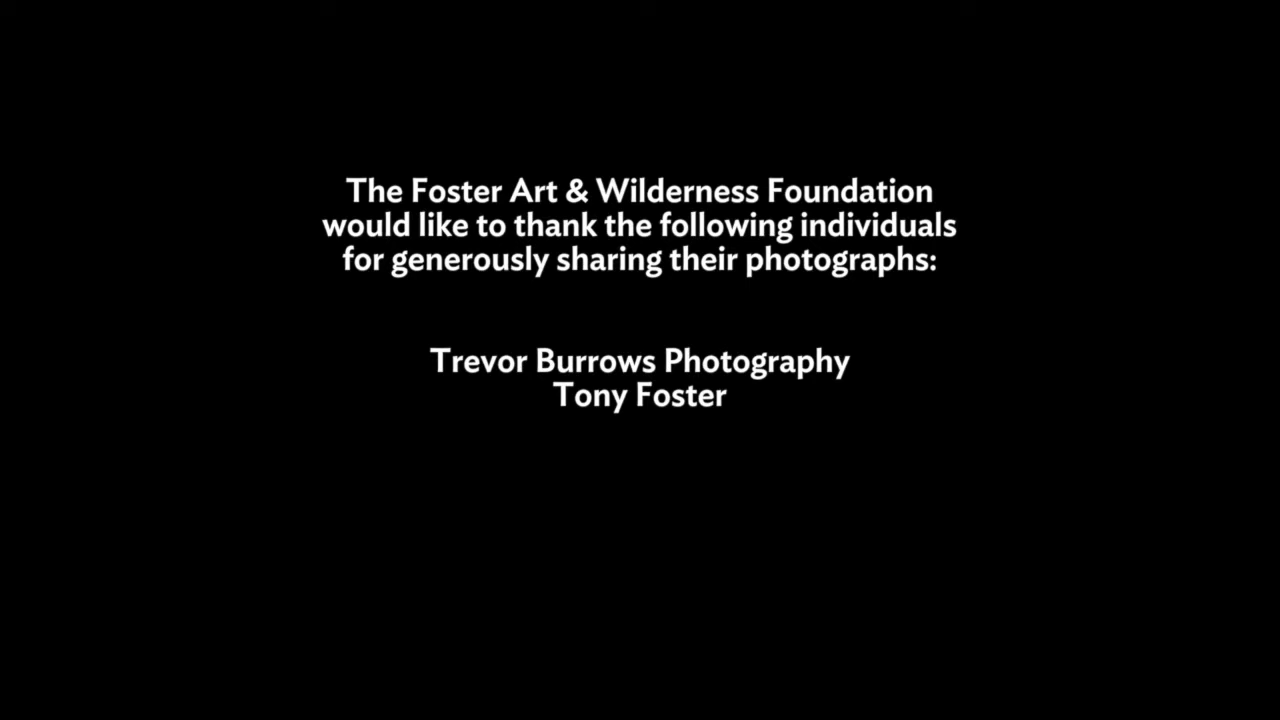 The Foster Art & Wilderness Foundation
would like to thank the following individuals
for generously sharing their photographs:
Trevor Burrows Photography
Tony Foster